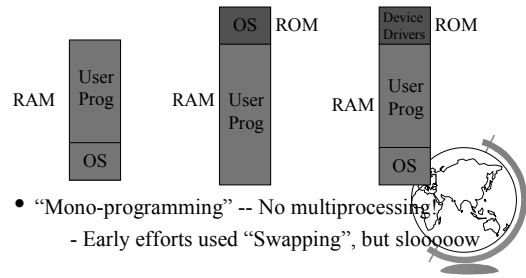 OS ROM
Device Drivers ROM
User Prog
RAM
OS
RAM User Prog
RAM User Prog
OS
• “Mono-programming” -- No multiprocessing!
- Early efforts used “Swapping”, but slooooow